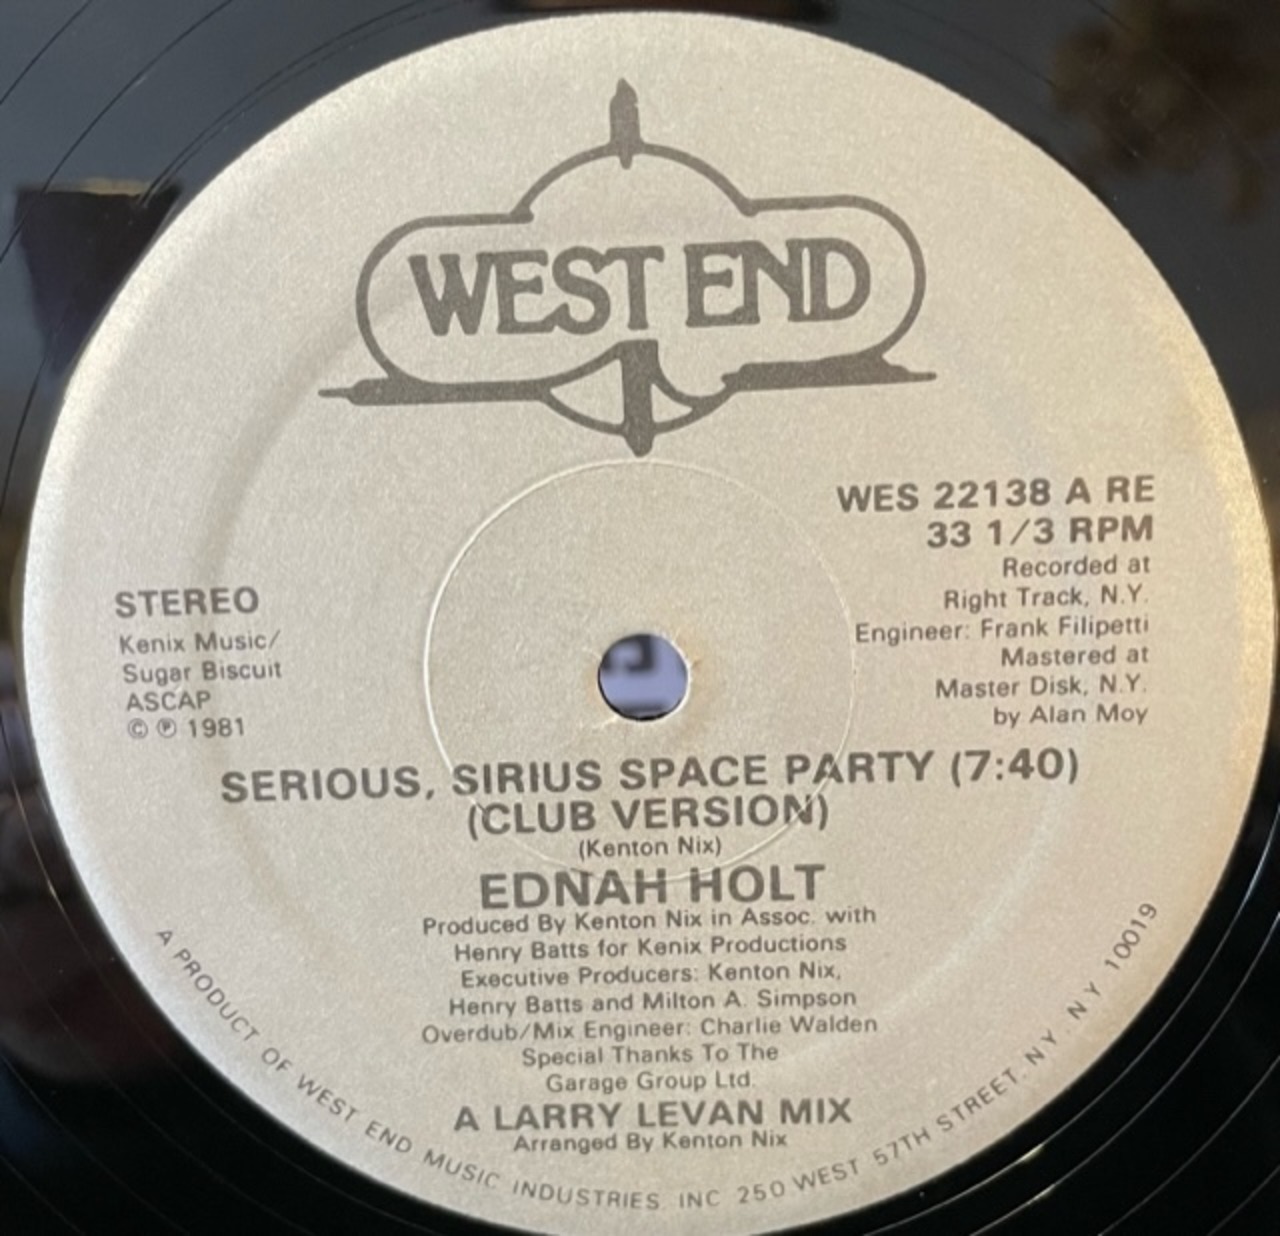 WEST END
WES 22138 A RE
33 1/3 RPM
Recorded at
Right Track, N.Y.
Engineer: Frank Filipetti
Mastered at
Master Disk, N.Y.
by Alan Moy
STEREO
Kenix Music/
Sugar Biscuit
ASCAP
© ℗ 1981
SERIOUS, SIRIUS SPACE PARTY (7:40)
(CLUB VERSION)
(Kenton Nix)
EDNAH HOLT
Produced By Kenton Nix in Assoc. with
Henry Batts for Kenix Productions
Executive Producers: Kenton Nix,
Henry Batts and Milton A. Simpson
Overdub/Mix Engineer: Charlie Walden
Special Thanks To The
Garage Group Ltd.
A LARRY LEVAN MIX
Arranged By Kenton Nix
A PRODUCT OF WEST END MUSIC INDUSTRIES, INC 250 WEST 57TH STREET, N.Y. N.Y. 10019